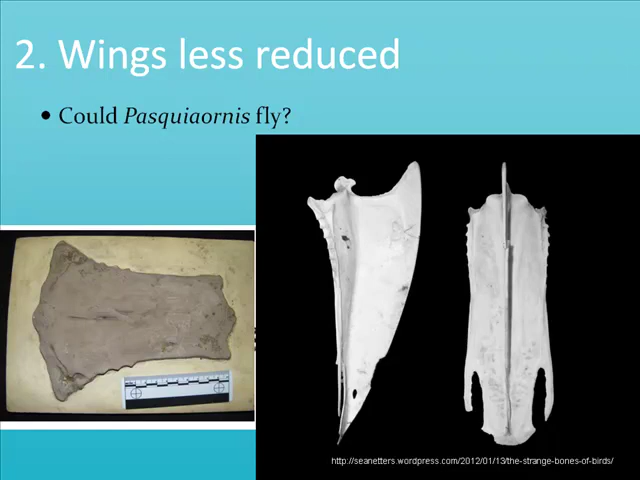 2. Wings less reduced
• Could Pasquiaornis fly?
http://seanetters.wordpress.com/2012/01/13/the-strange-bones-of-birds/